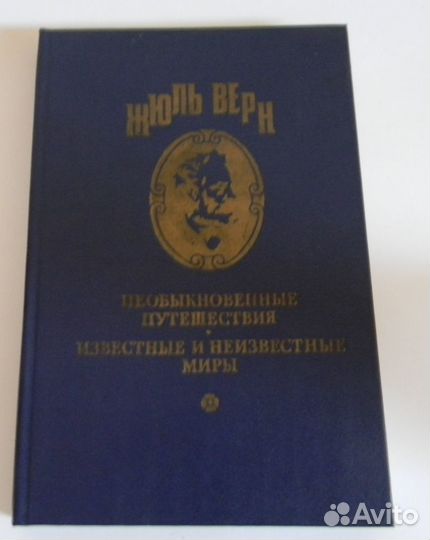 ЖЮЛЬ ВЕРН
НЕОБЫКНОВЕННЫЕ
ПУТЕШЕСТВИЯ
ИЗВЕСТНЫЕ И НЕИЗВЕСТНЫЕ
МИРЫ
Avito